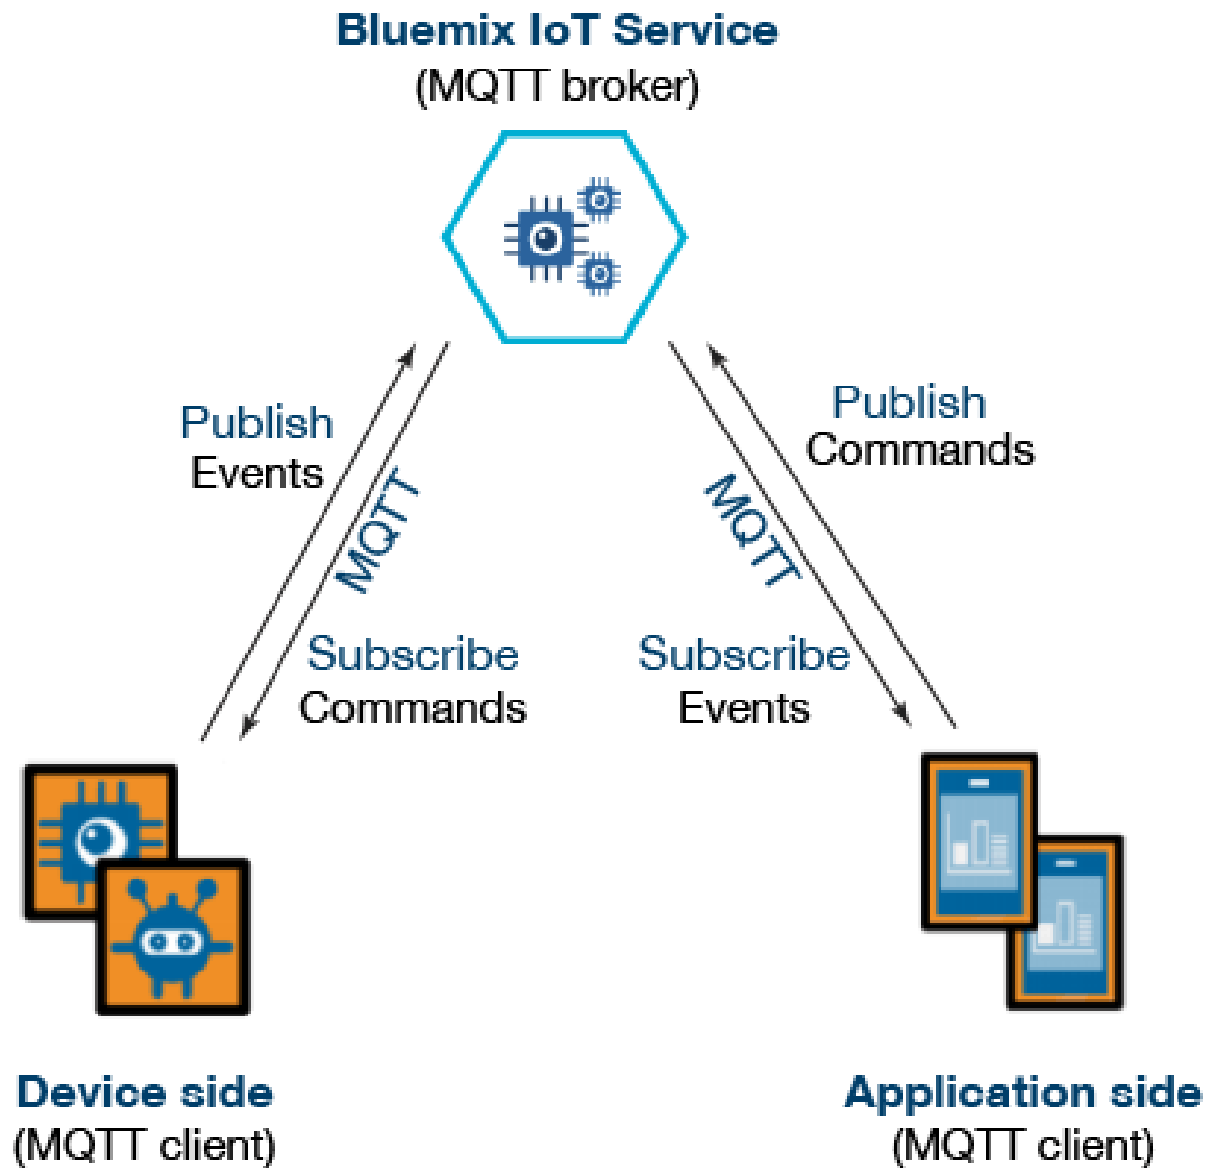 Bluemix IoT Service
(MQTT broker)
Publish
Events
MQTT
Subscribe
Commands
Publish
Commands
MQTT
Subscribe
Events
Device side
(MQTT client)
Application side
(MQTT client)